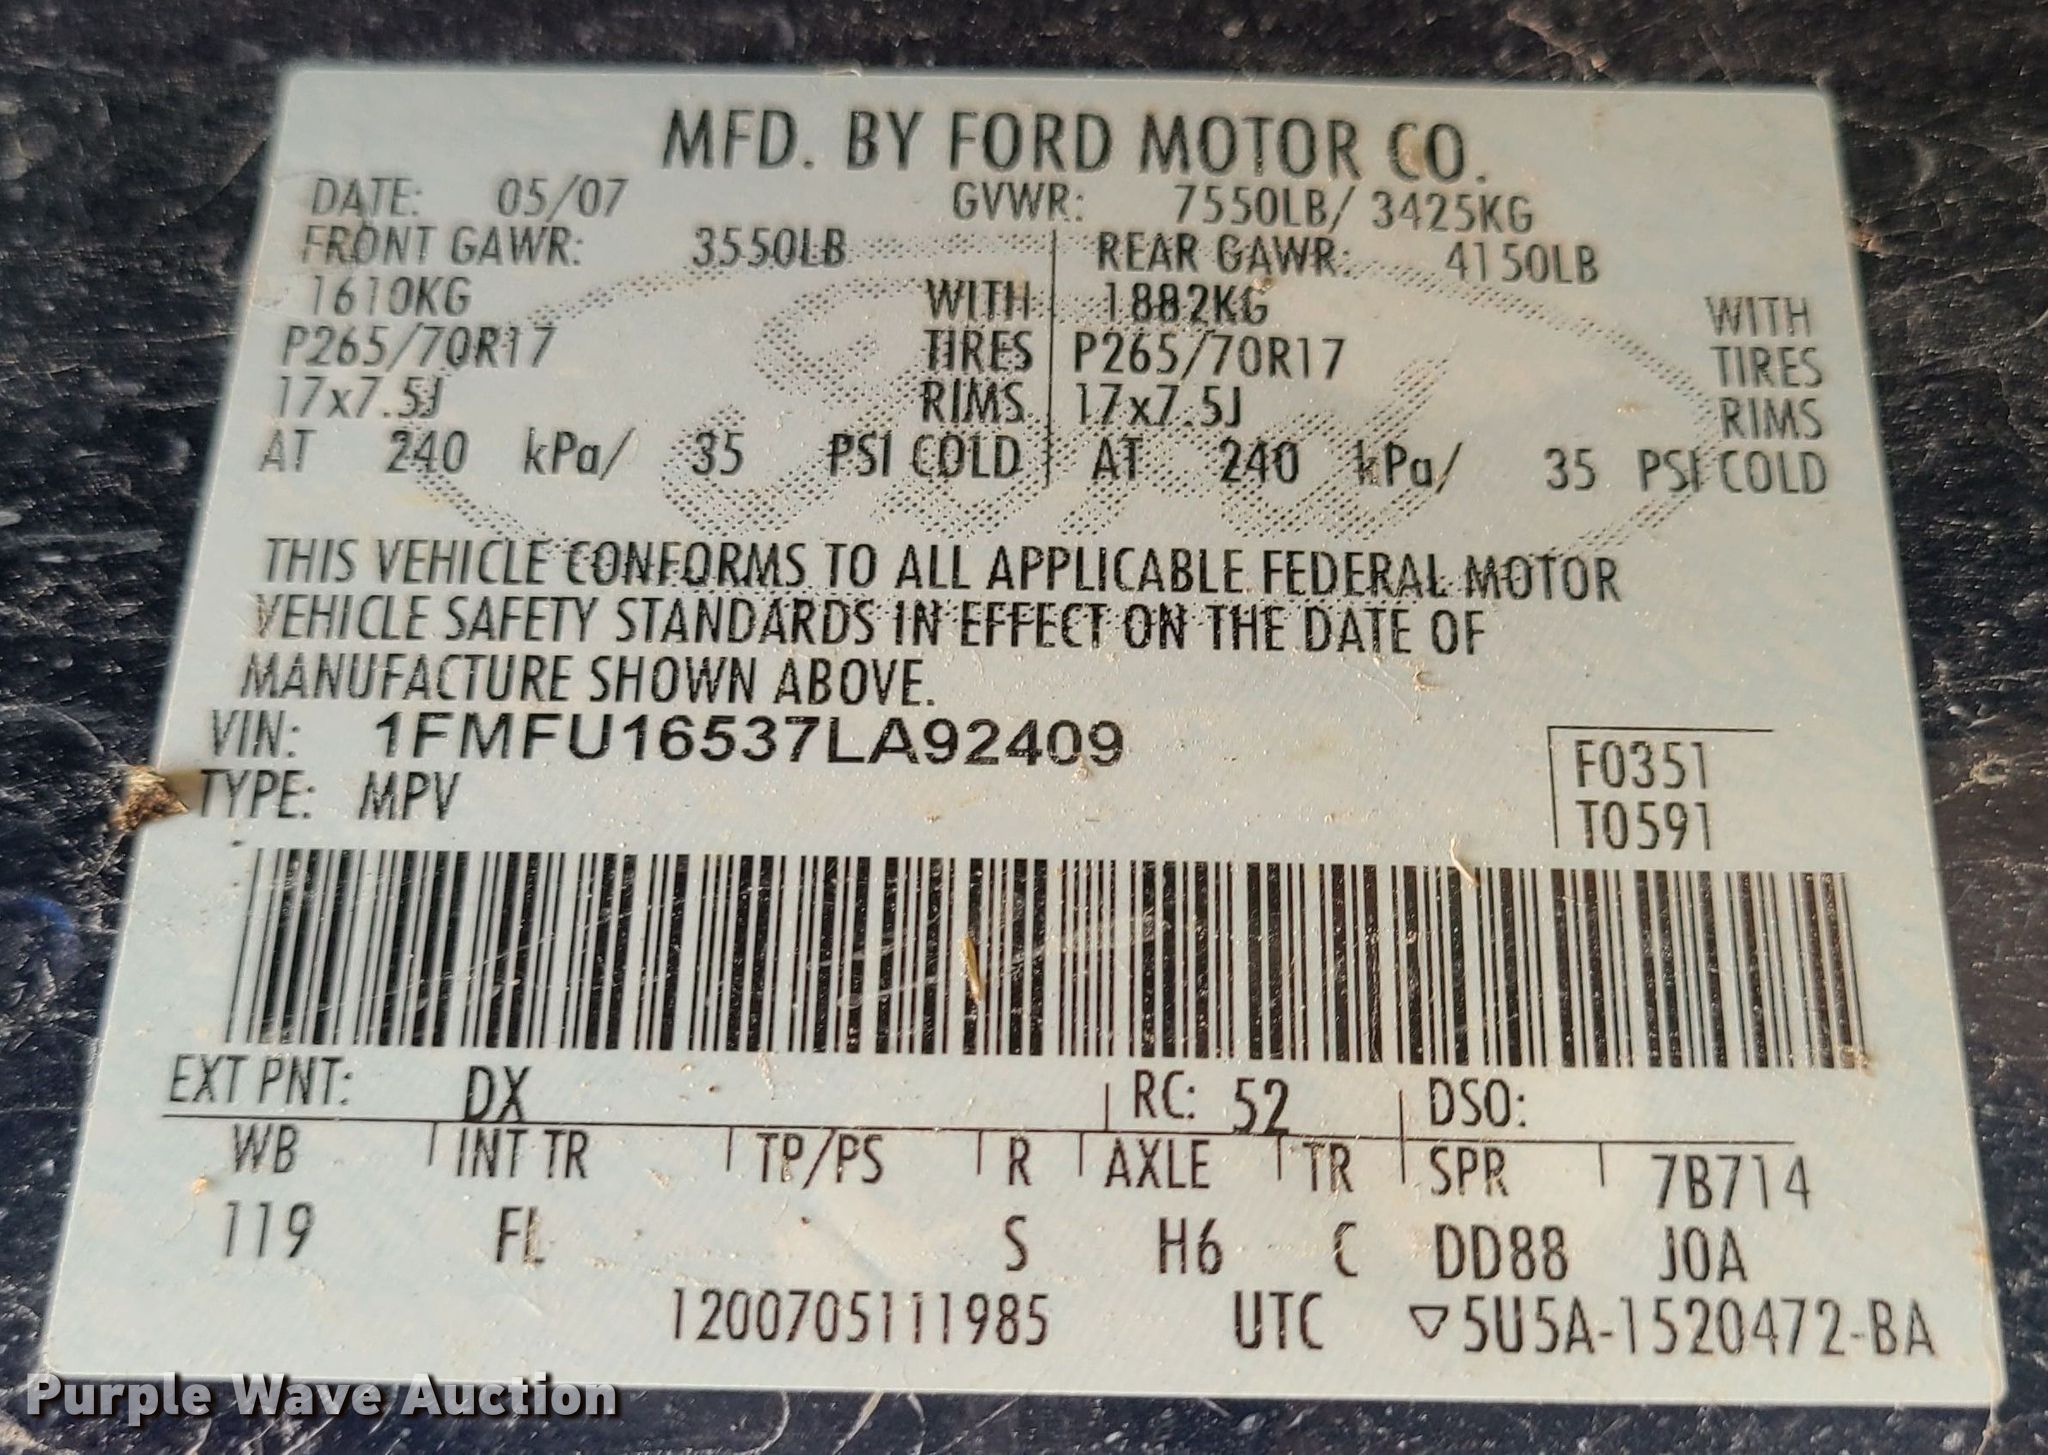 MFD. BY FORD MOTOR CO.
DATE: 05/07 GVWR: 7550LB/ 3425KG
FRONT GAWR: 3550LB REAR GAWR: 4150LB
1610KG WITH 1882KG WITH
P265/70R17 TIRES P265/70R17 TIRES
17x7.5J RIMS 17x7.5J RIMS
AT 240 kPa/ 35 PSI COLD AT 240 kPa/ 35 PSI COLD
Ford
THIS VEHICLE CONFORMS TO ALL APPLICABLE FEDERAL MOTOR
VEHICLE SAFETY STANDARDS IN EFFECT ON THE DATE OF
MANUFACTURE SHOWN ABOVE.
VIN: 1FMFU16537LA92409
TYPE: MPV
F0351
T0591
EXT PNT: DX RC: 52 DSO:
WB INT TR TP/PS R AXLE TR SPR 7B714
119 FL S H6 C DD88 J0A
1200705111985 UTC ▽5U5A-1520472-BA
Purple Wave Auction